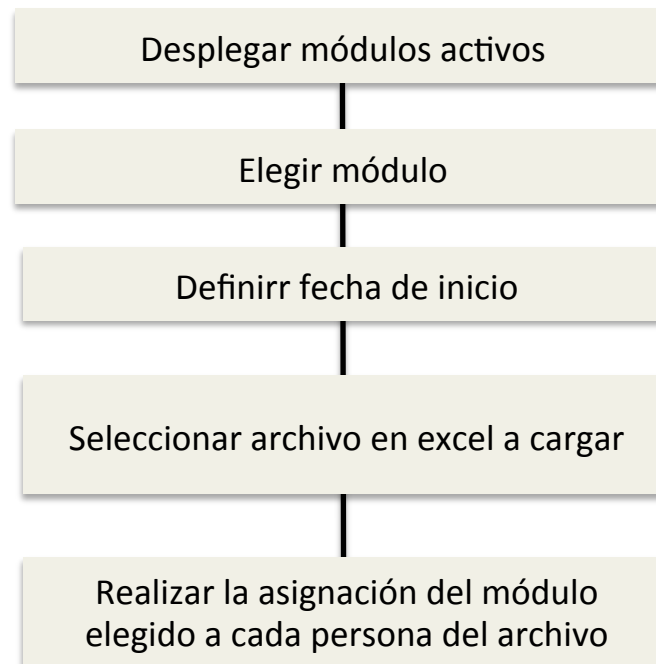 Desplegar módulos activos
Elegir módulo
Definirr fecha de inicio
Seleccionar archivo en excel a cargar
Realizar la asignación del módulo
elegido a cada persona del archivo